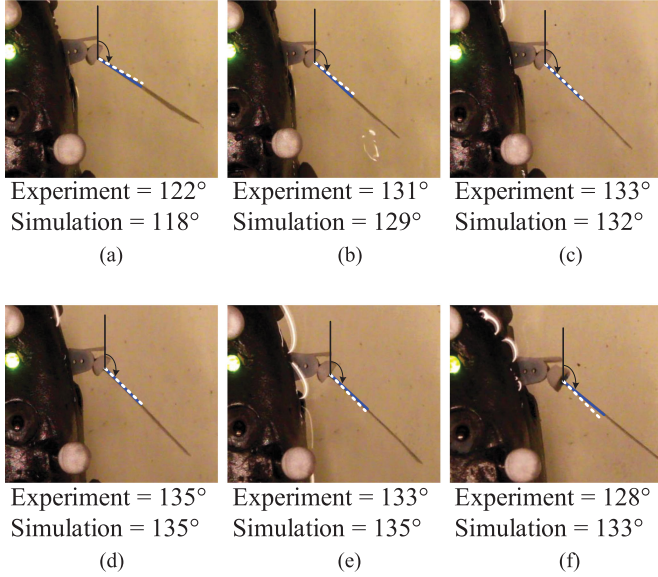 Experiment = 122°
Simulation = 118°
(a)
Experiment = 131°
Simulation = 129°
(b)
Experiment = 133°
Simulation = 132°
(c)
Experiment = 135°
Simulation = 135°
(d)
Experiment = 133°
Simulation = 135°
(e)
Experiment = 128°
Simulation = 133°
(f)